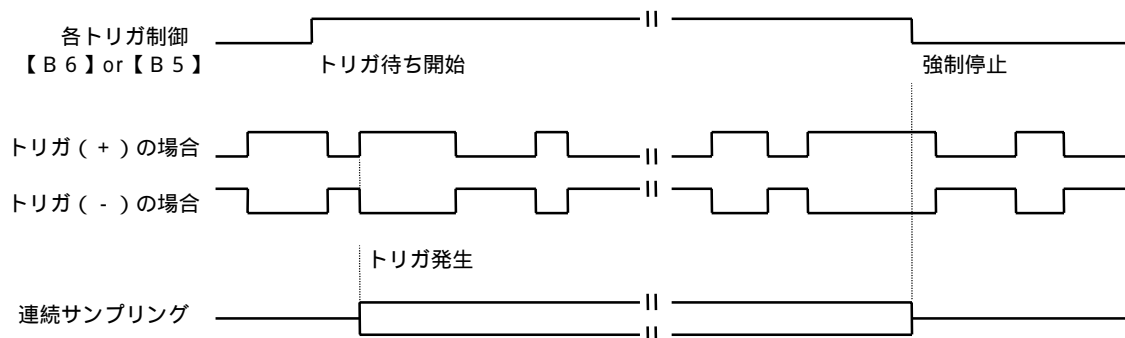 各トリガ制御
【Ｂ６】or【Ｂ５】
トリガ待ち開始
強制停止
トリガ（+）の場合
トリガ（-）の場合
トリガ発生
連続サンプリング